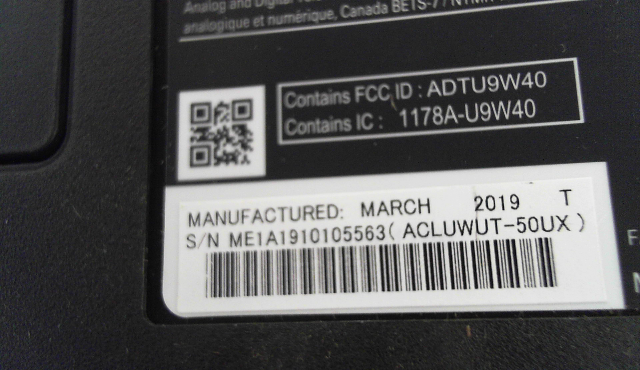 Analog and Digital
analogique et numérique, Canada BETS-7 /
Contains FCC ID : ADTU9W40
Contains IC : 1178A-U9W40
MANUFACTURED: MARCH 2019 T
S/N ME1A1910105563( ACLUWUT-50UX )